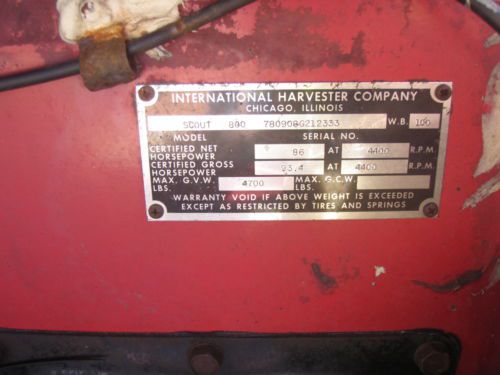 INTERNATIONAL HARVESTER COMPANY
CHICAGO, ILLINOIS
SCOUT 800 780908G212333 W.B. 100
MODEL SERIAL NO.
CERTIFIED NET HORSEPOWER 86 AT 4400 R.P.M.
CERTIFIED GROSS HORSEPOWER 93.4 AT 4400 R.P.M.
MAX. G.V.W. LBS. 4700 MAX. G.C.W. LBS.
WARRANTY VOID IF ABOVE WEIGHT IS EXCEEDED
EXCEPT AS RESTRICTED BY TIRES AND SPRINGS